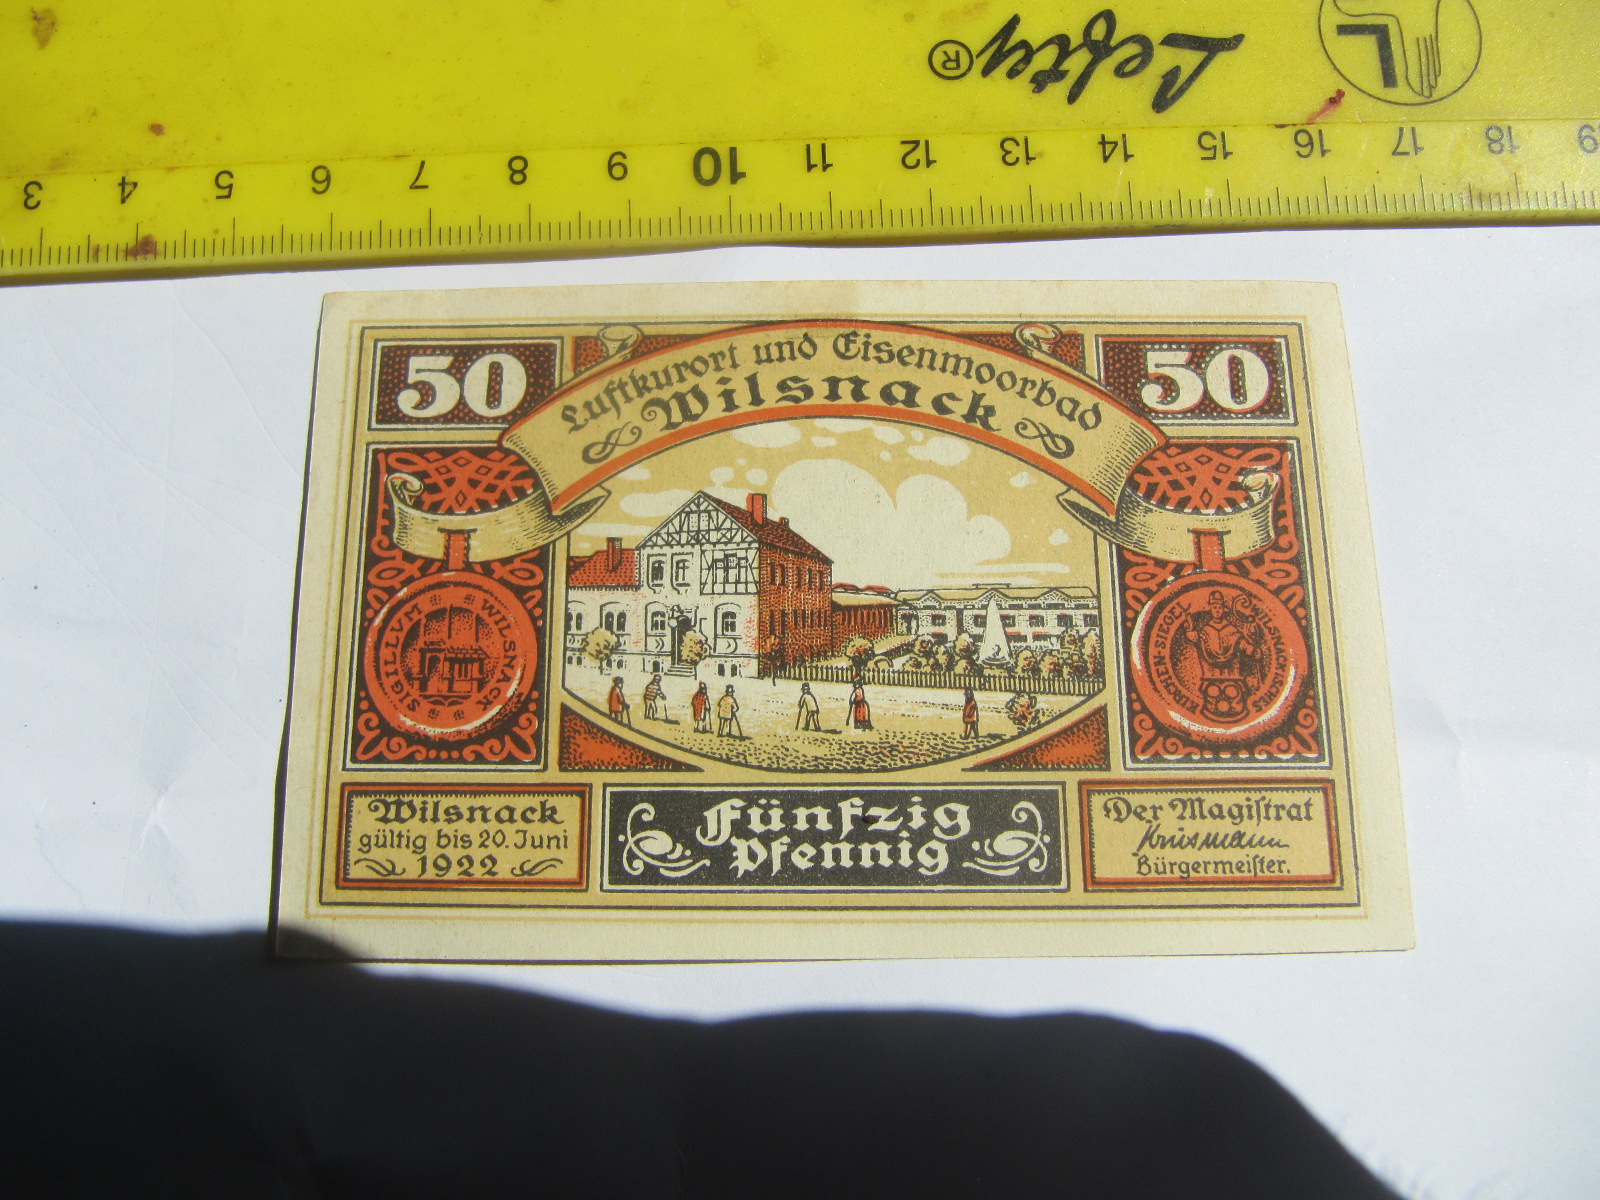 Lefty®
L
3 4 5 6 7 8 9 10 11 12 13 14 15 16 17 18 19
50
50
Luftkurort und Eisenmoorbad
Wilsnack
SIGILLVM WILSNACK
KIRCHEN-SIEGEL WILSNACKISCHES
Wilsnack
gültig bis 20. Juni
1922
Fünfzig
Pfennig
Der Magiſtrat
Bürgermeiſter.